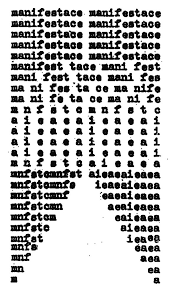 manifestace manifestace
manifestace manifestace
manifestace manifestace
manifestace manifestace
manifestace manifestace
manifest tace mani fest
mani fest tace mani fes
ma ni fes ta ce ma nife
ma ni fe ta ce ma ni fe
m n f s t c m n f s t c
a i e a e a i e a e a
a i e a e a i e a e a
a i e a e a i e a e a
a i e a e a i e a e a
m n f s t c a i e a e a
mnfstcmnfst aieaeaieaea
mnfstcmnfs ieaeaieaea
mnfstcmnf eaeaieaea
mnfstcmn aeaieaea
mnfstcm eaieaea
mnfstc aieaea
mnfst ieaea
mnfs eaea
mnf aea
mn ea
m a